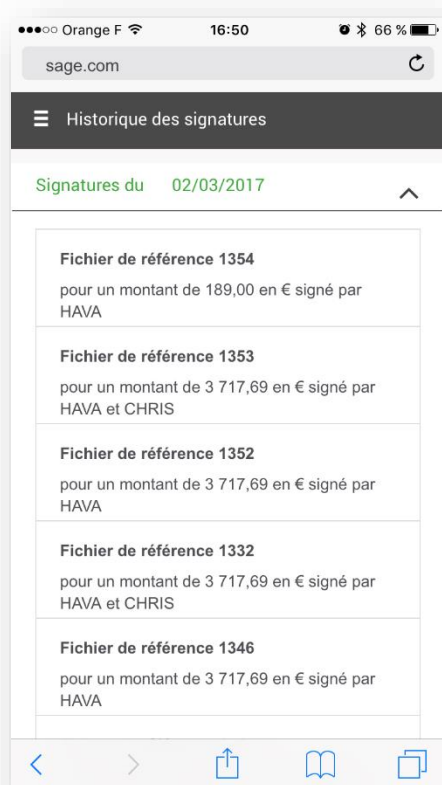 Orange F 16:50 66 %
sage.com
Historique des signatures
Signatures du 02/03/2017
Fichier de référence 1354
pour un montant de 189,00 en € signé par
HAVA
Fichier de référence 1353
pour un montant de 3 717,69 en € signé par
HAVA et CHRIS
Fichier de référence 1352
pour un montant de 3 717,69 en € signé par
HAVA
Fichier de référence 1332
pour un montant de 3 717,69 en € signé par
HAVA et CHRIS
Fichier de référence 1346
pour un montant de 3 717,69 en € signé par
HAVA